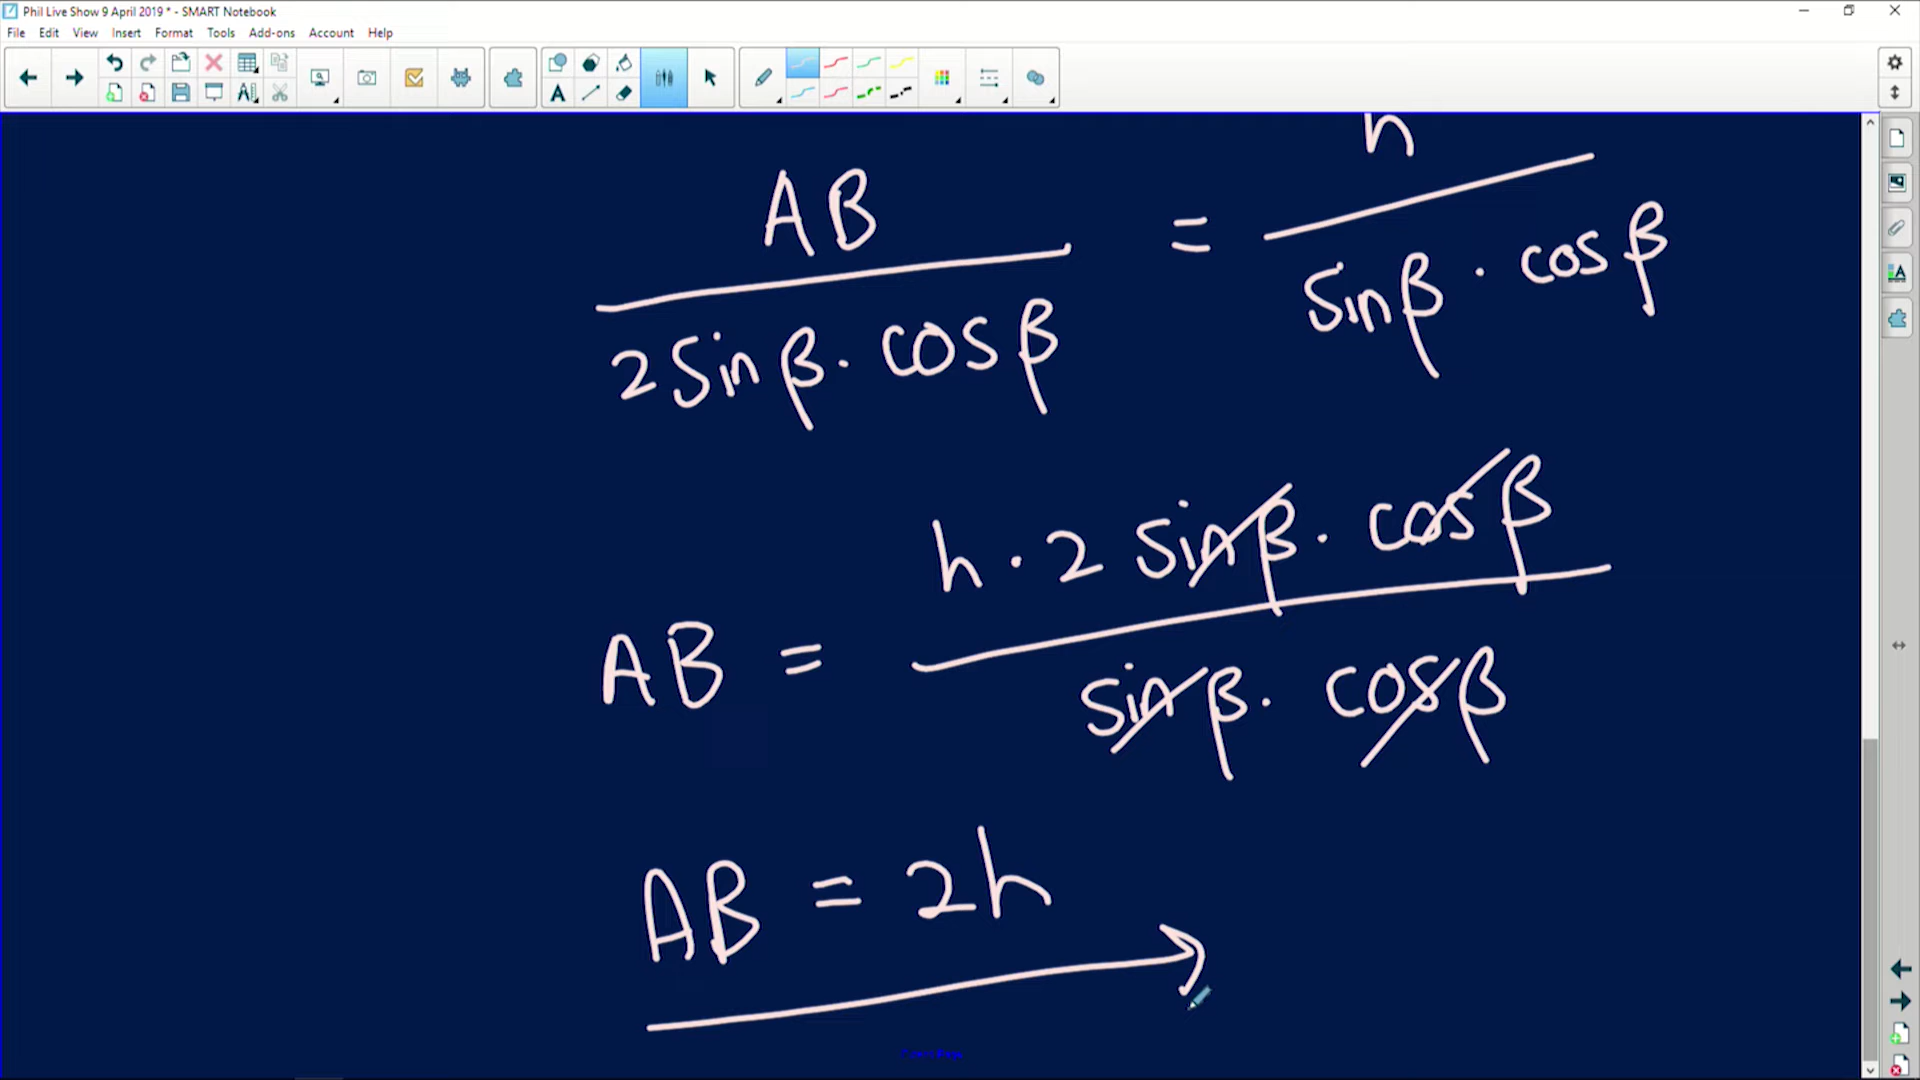 Phil Live Show 9 April 2019 * - SMART Notebook
File Edit View Insert Format Tools Add-ons Account Help
h
AB = ―――
2 sin β · cos β sin β · cos β
h · 2 sin β · cos β
AB = ―――
sin β · cos β
AB = 2h